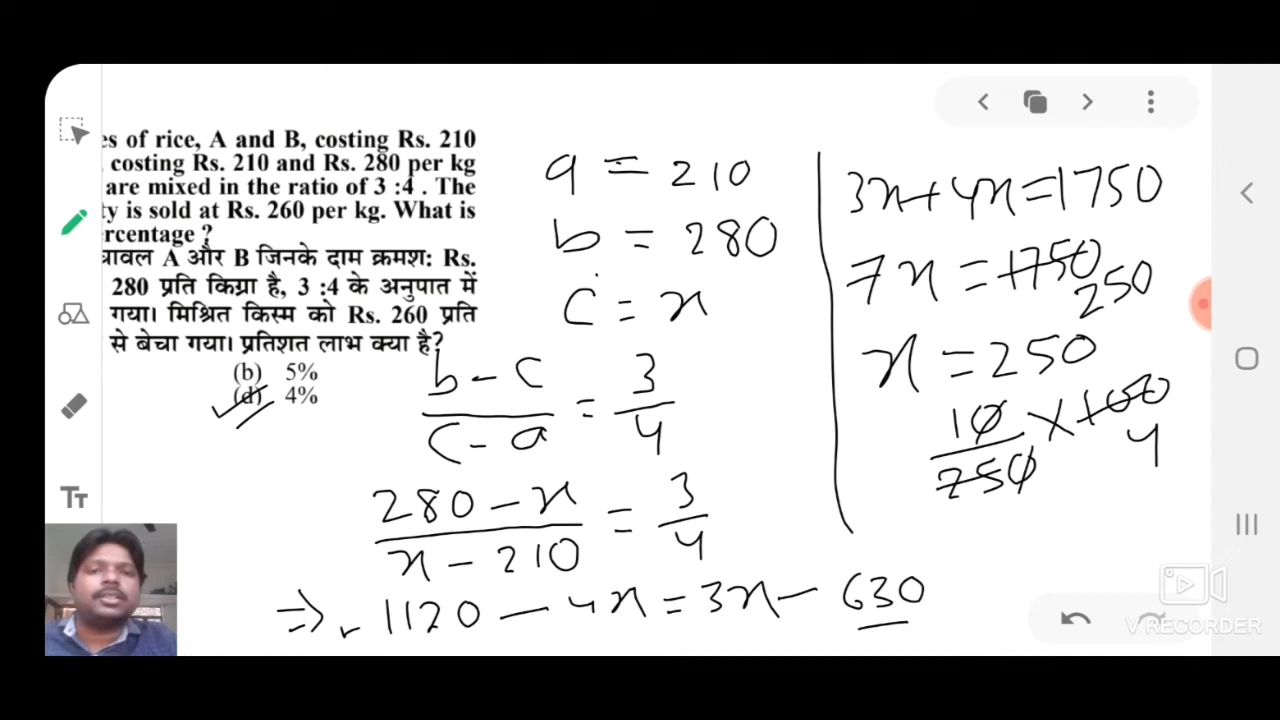 es of rice, A and B, costing Rs. 210
costing Rs. 210 and Rs. 280 per kg
are mixed in the ratio of 3 :4 . The
ty is sold at Rs. 260 per kg. What is
rcentage ?
चावल A और B जिनके दाम क्रमश: Rs.
280 प्रति किग्रा है, 3 :4 के अनुपात में
गया। मिश्रित किस्म को Rs. 260 प्रति
से बेचा गया। प्रतिशत लाभ क्या है?
(b) 5%
(d) 4%
a = 210
b = 280
c = x
b - c / c - a = 3 / 4
280 - x / x - 210 = 3 / 4
⇒ 1120 - 4x = 3x - 630
3x + 4x = 1750
7x = 1750
250
x = 250
10 / 250 × 100
4
Tт
V RECORDER